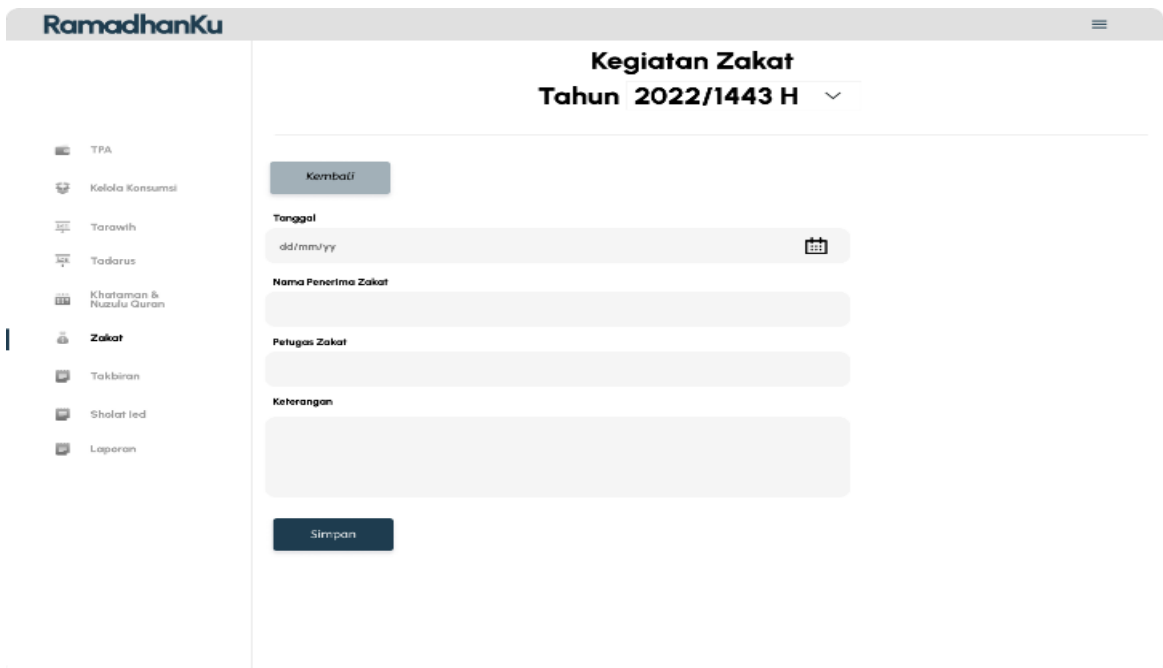 RamadhanKu
Kegiatan Zakat
Tahun 2022/1443 H
TPA
Kelola Konsumsi
Tarawih
Tadarus
Khataman &
Nuzulu Quran
Zakat
Takbiran
Sholat Ied
Laporan
Kembali
Tanggal
dd/mm/yy
Nama Penerima Zakat
Petugas Zakat
Keterangan
Simpan